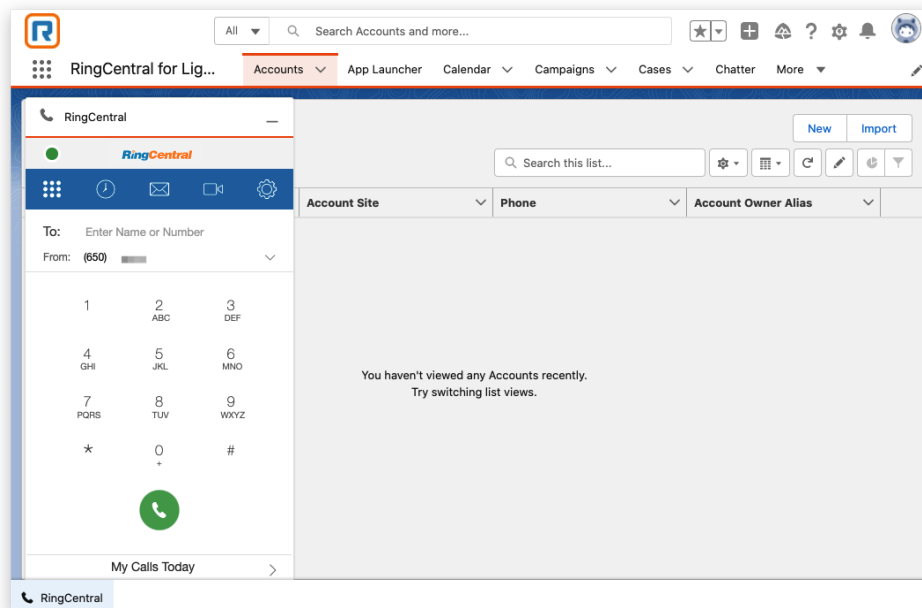 All
Search Accounts and more...
RingCentral for Lig...
Accounts
App Launcher
Calendar
Campaigns
Cases
Chatter
More
RingCentral
RingCentral
To:
Enter Name or Number
From:
(650)
1
2
ABC
3
DEF
4
GHI
5
JKL
6
MNO
7
PQRS
8
TUV
9
WXYZ
*
0
+
#
My Calls Today
New
Import
Search this list...
Account Site
Phone
Account Owner Alias
You haven't viewed any Accounts recently.
Try switching list views.
RingCentral